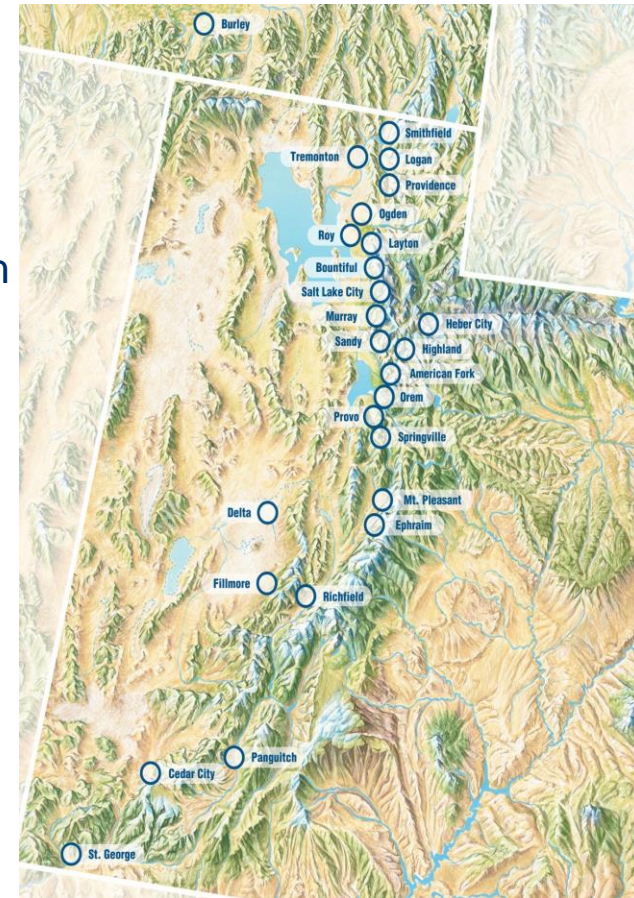 Burley
Smithfield
Tremonton
Logan
Providence
Ogden
Roy
Layton
Bountiful
Salt Lake City
Murray
Heber City
Sandy
Highland
American Fork
Orem
Provo
Springville
Mt. Pleasant
Delta
Ephraim
Fillmore
Richfield
Panguitch
Cedar City
St. George